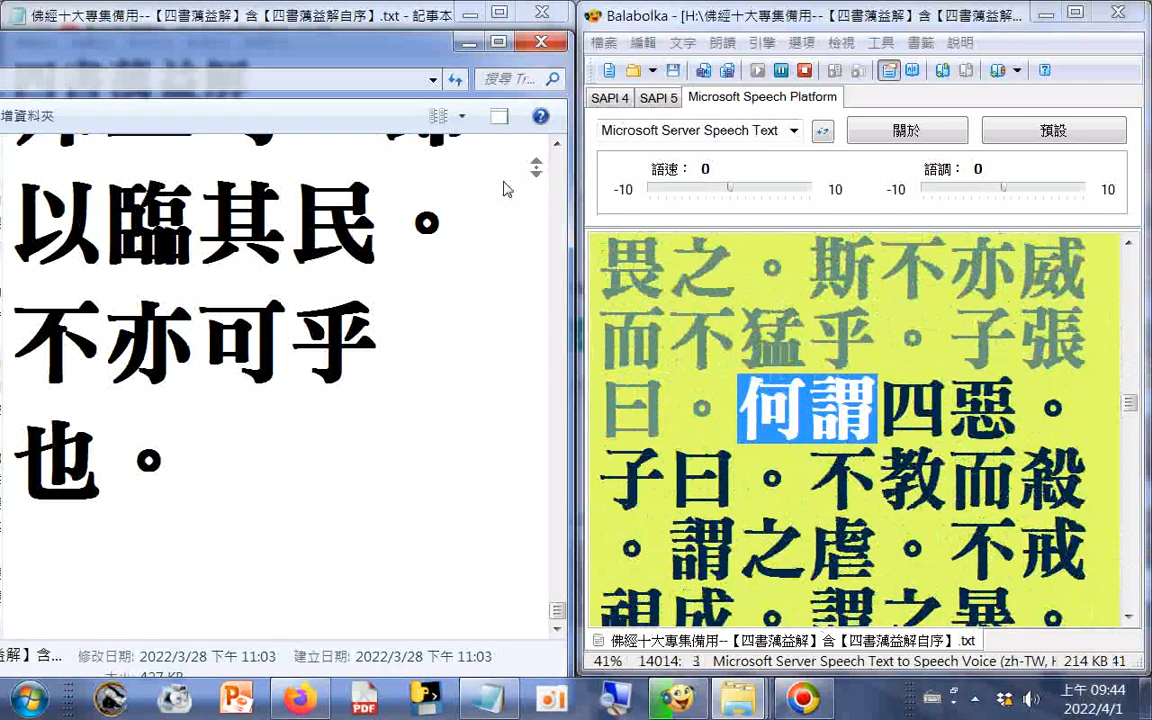 佛經十大專集備用--【四書蕅益解】含【四書蕅益解自序】.txt - 記事本
搜尋 Tr...
增資料夾
以臨其民。
不亦可乎
也。
解】含... 修改日期: 2022/3/28 下午 11:03 建立日期: 2022/3/28 下午 11:03
Balabolka - [H:\佛經十大專集備用--【四書蕅益解】含【四書蕅益解自序】...
檔案 編輯 文字 朗讀 引擎 選項 檢視 工具 書籤 說明
SAPI 4 SAPI 5 Microsoft Speech Platform
Microsoft Server Speech Text 關於 預設
語速： 0 語調： 0
-10 10 -10 10
畏之。斯不亦威
而不猛乎。子張
曰。何謂四惡。
子曰。不教而殺
。謂之虐。不戒
視成。謂之暴。
佛經十大專集備用--【四書蕅益解】含【四書蕅益解自序】.txt
41% 14014: 3 Microsoft Server Speech Text to Speech Voice (zh-TW, H 214 KB 41
上午 09:44
2022/4/1